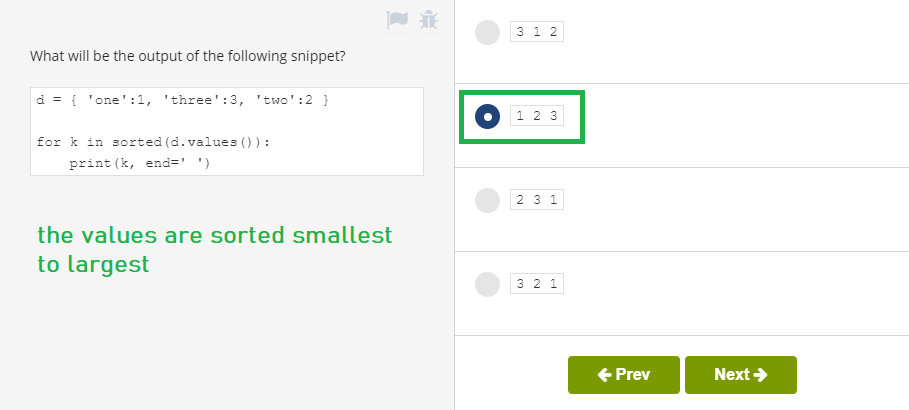 What will be the output of the following snippet?
d = { 'one':1, 'three':3, 'two':2 }
for k in sorted(d.values()):
    print(k, end=' ')
the values are sorted smallest
to largest
3 1 2
1 2 3
2 3 1
3 2 1
Prev
Next